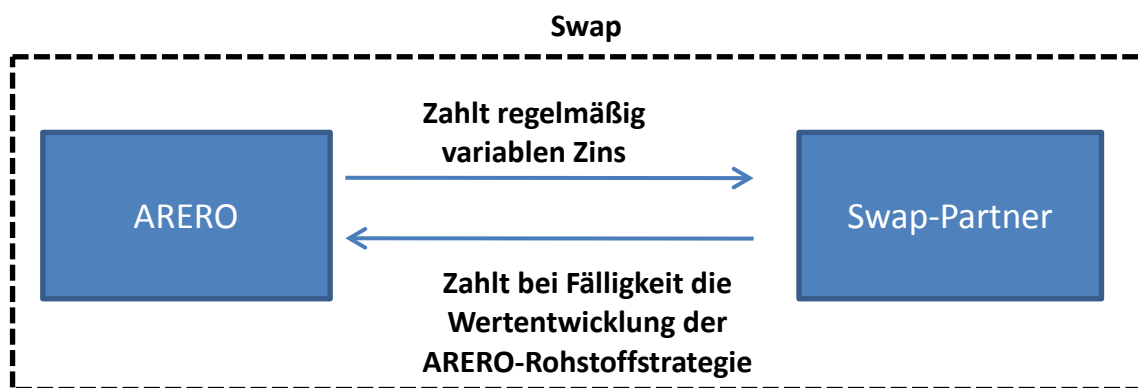 Swap
Zahlt regelmäßig
variablen Zins
ARERO
Swap-Partner
Zahlt bei Fälligkeit die
Wertentwicklung der
ARERO-Rohstoffstrategie